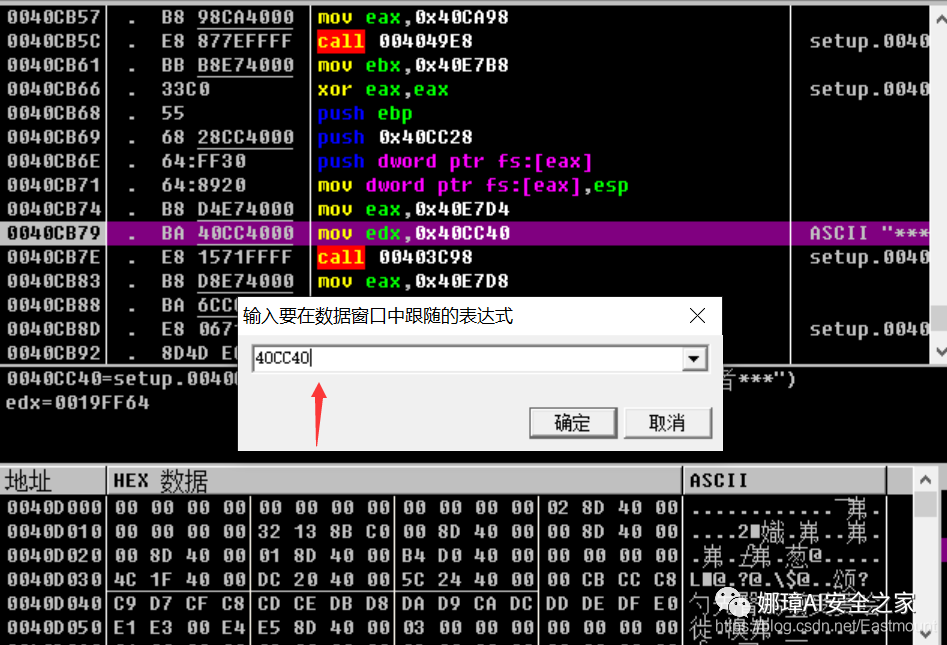 0040CB57 . B8 98CA4000 mov eax,0x40CA98
0040CB5C . E8 877EFFFF call 004049E8 setup.0040
0040CB61 . BB B8E74000 mov ebx,0x40E7B8
0040CB66 . 33C0 xor eax,eax setup.0040
0040CB68 . 55 push ebp
0040CB69 . 68 28CC4000 push 0x40CC28
0040CB6E . 64:FF30 push dword ptr fs:[eax]
0040CB71 . 64:8920 mov dword ptr fs:[eax],esp
0040CB74 . B8 D4E74000 mov eax,0x40E7D4
0040CB79 . BA 40CC4000 mov edx,0x40CC40 ASCII "***
0040CB7E . E8 1571FFFF call 00403C98 setup.0040
0040CB83 . B8 D8E74000 mov eax,0x40E7D8
0040CB88 . BA 6CC
0040CB8D . E8 067 setup.0040
0040CB92 . 8D4D
输入要在数据窗口中跟随的表达式
40CC40
确定 取消
0040CC40=setup.0040 者***")
edx=0019FF64
地址 HEX 数据 ASCII
0040D000 00 00 00 00 00 00 00 00 00 00 00 00 02 8D 40 00
0040D010 00 00 00 00 32 13 8B C0 00 8D 40 00 00 8D 40 00
0040D020 00 8D 40 00 01 8D 40 00 B4 D0 40 00 00 00 00 00
0040D030 4C 1F 40 00 DC 20 40 00 5C 24 40 00 00 CB CC C8
0040D040 C9 D7 CF C8 CD CE DB D8 DA D9 CA DC DD DE DF E0
0040D050 E1 E3 00 E4 E5 8D 40 00 03 00 00 00 00 00 00 00
娜璋AI安全之家
https://blog.csdn.net/Eastmount